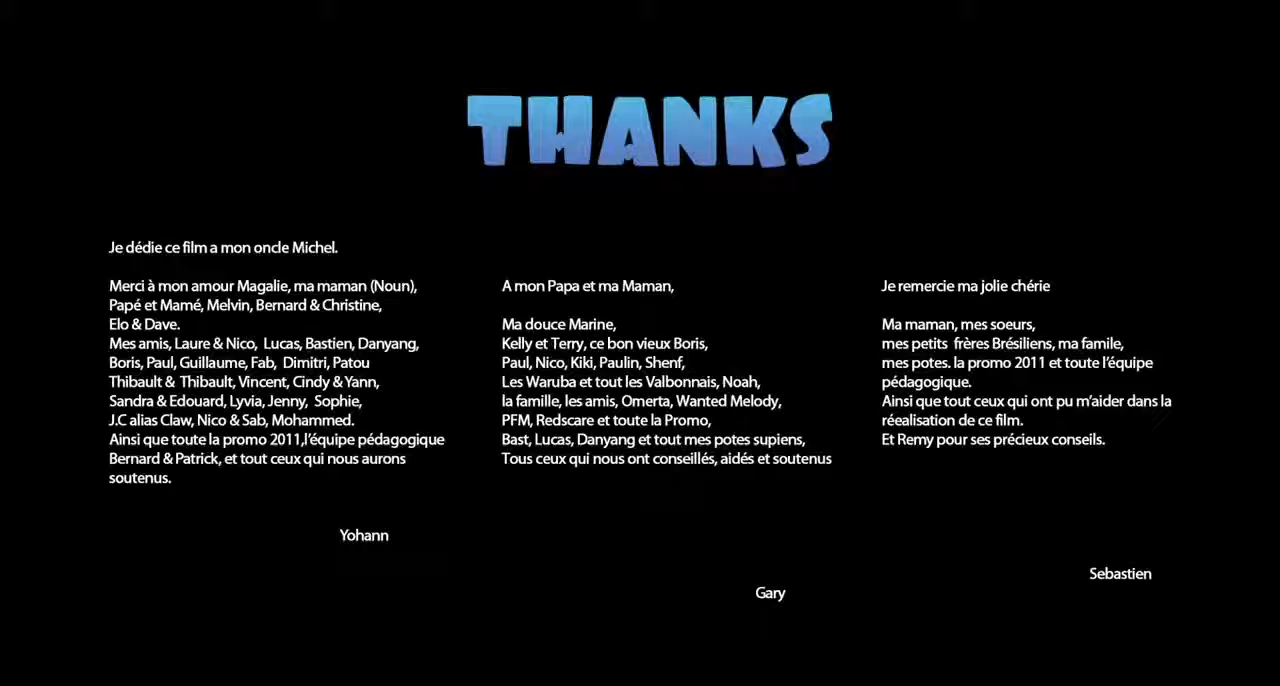 THANKS
Je dédie ce film a mon oncle Michel.
Merci à mon amour Magalie, ma maman (Noun),
Papé et Mamé, Melvin, Bernard & Christine,
Elo & Dave.
Mes amis, Laure & Nico, Lucas, Bastien, Danyang,
Boris, Paul, Guillaume, Fab, Dimitri, Patou
Thibault & Thibault, Vincent, Cindy & Yann,
Sandra & Edouard, Lyvia, Jenny, Sophie,
J.C alias Claw, Nico & Sab, Mohammed.
Ainsi que toute la promo 2011,l'équipe pédagogique
Bernard & Patrick, et tout ceux qui nous aurons
soutenus.
Yohann
A mon Papa et ma Maman,
Ma douce Marine,
Kelly et Terry, ce bon vieux Boris,
Paul, Nico, Kiki, Paulin, Shenf,
Les Waruba et tout les Valbonnais, Noah,
la famille, les amis, Omerta, Wanted Melody,
PFM, Redscare et toute la Promo,
Bast, Lucas, Danyang et tout mes potes supiens,
Tous ceux qui nous ont conseillés, aidés et soutenus
Gary
Je remercie ma jolie chérie
Ma maman, mes soeurs,
mes petits frères Brésiliens, ma famile,
mes potes. la promo 2011 et toute l'équipe
pédagogique.
Ainsi que tout ceux qui ont pu m'aider dans la
réealisation de ce film.
Et Remy pour ses précieux conseils.
Sebastien